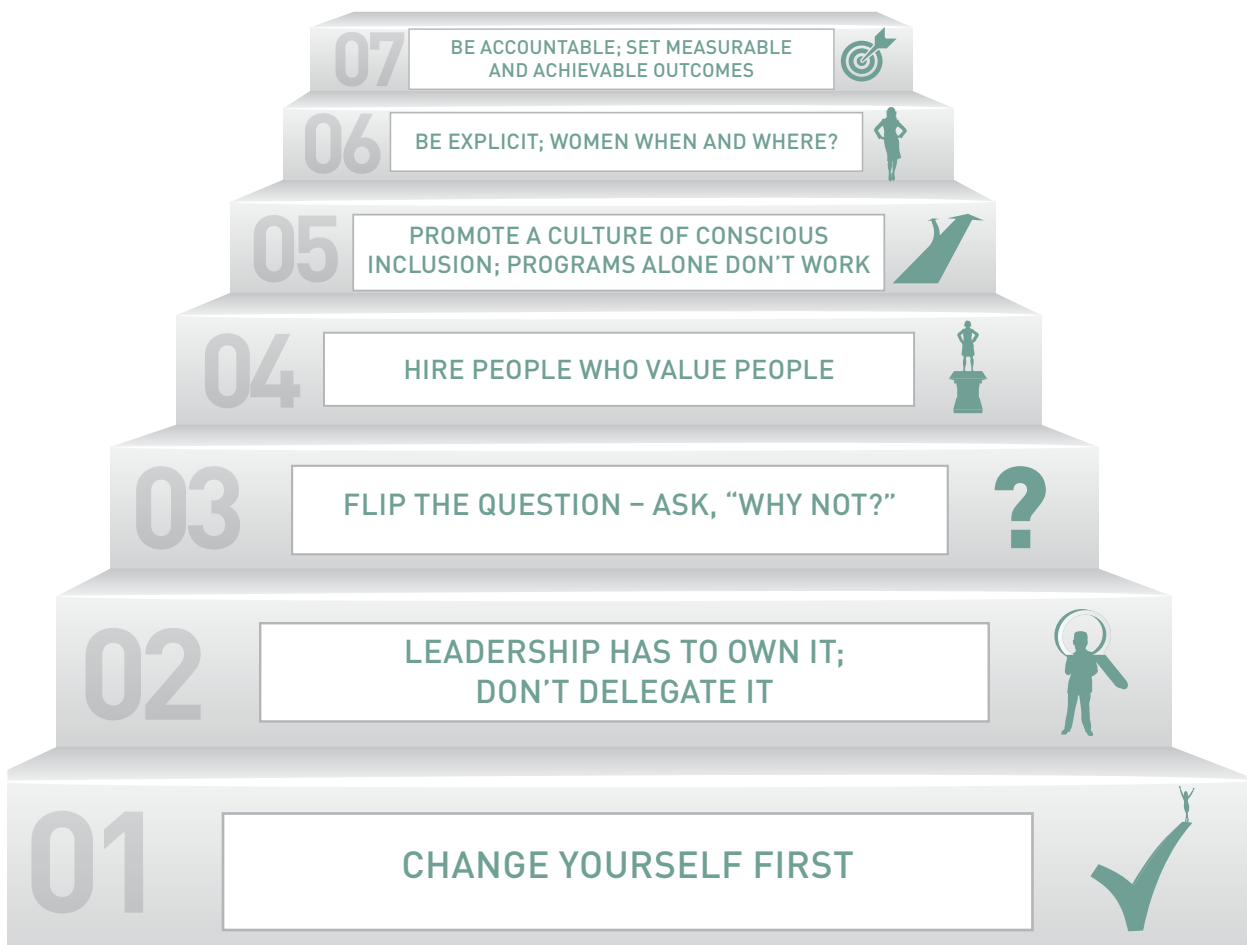 07
BE ACCOUNTABLE; SET MEASURABLE
AND ACHIEVABLE OUTCOMES
06
BE EXPLICIT; WOMEN WHEN AND WHERE?
05
PROMOTE A CULTURE OF CONSCIOUS
INCLUSION; PROGRAMS ALONE DON’T WORK
04
HIRE PEOPLE WHO VALUE PEOPLE
03
FLIP THE QUESTION – ASK, “WHY NOT?”
?
02
LEADERSHIP HAS TO OWN IT;
DON’T DELEGATE IT
01
CHANGE YOURSELF FIRST